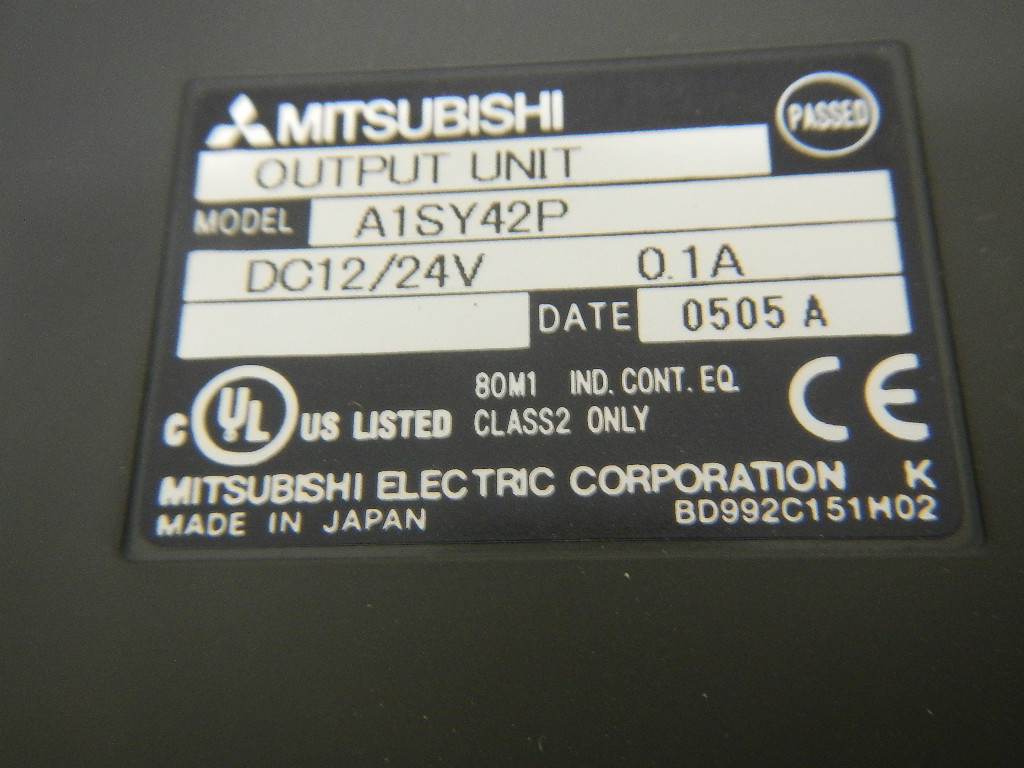 MITSUBISHI
PASSED
OUTPUT UNIT
MODEL A1SY42P
DC12/24V 0.1A
DATE 0505 A
C UL US LISTED
80M1 IND. CONT. EQ.
CLASS2 ONLY
CE
MITSUBISHI ELECTRIC CORPORATION K
MADE IN JAPAN BD992C151H02